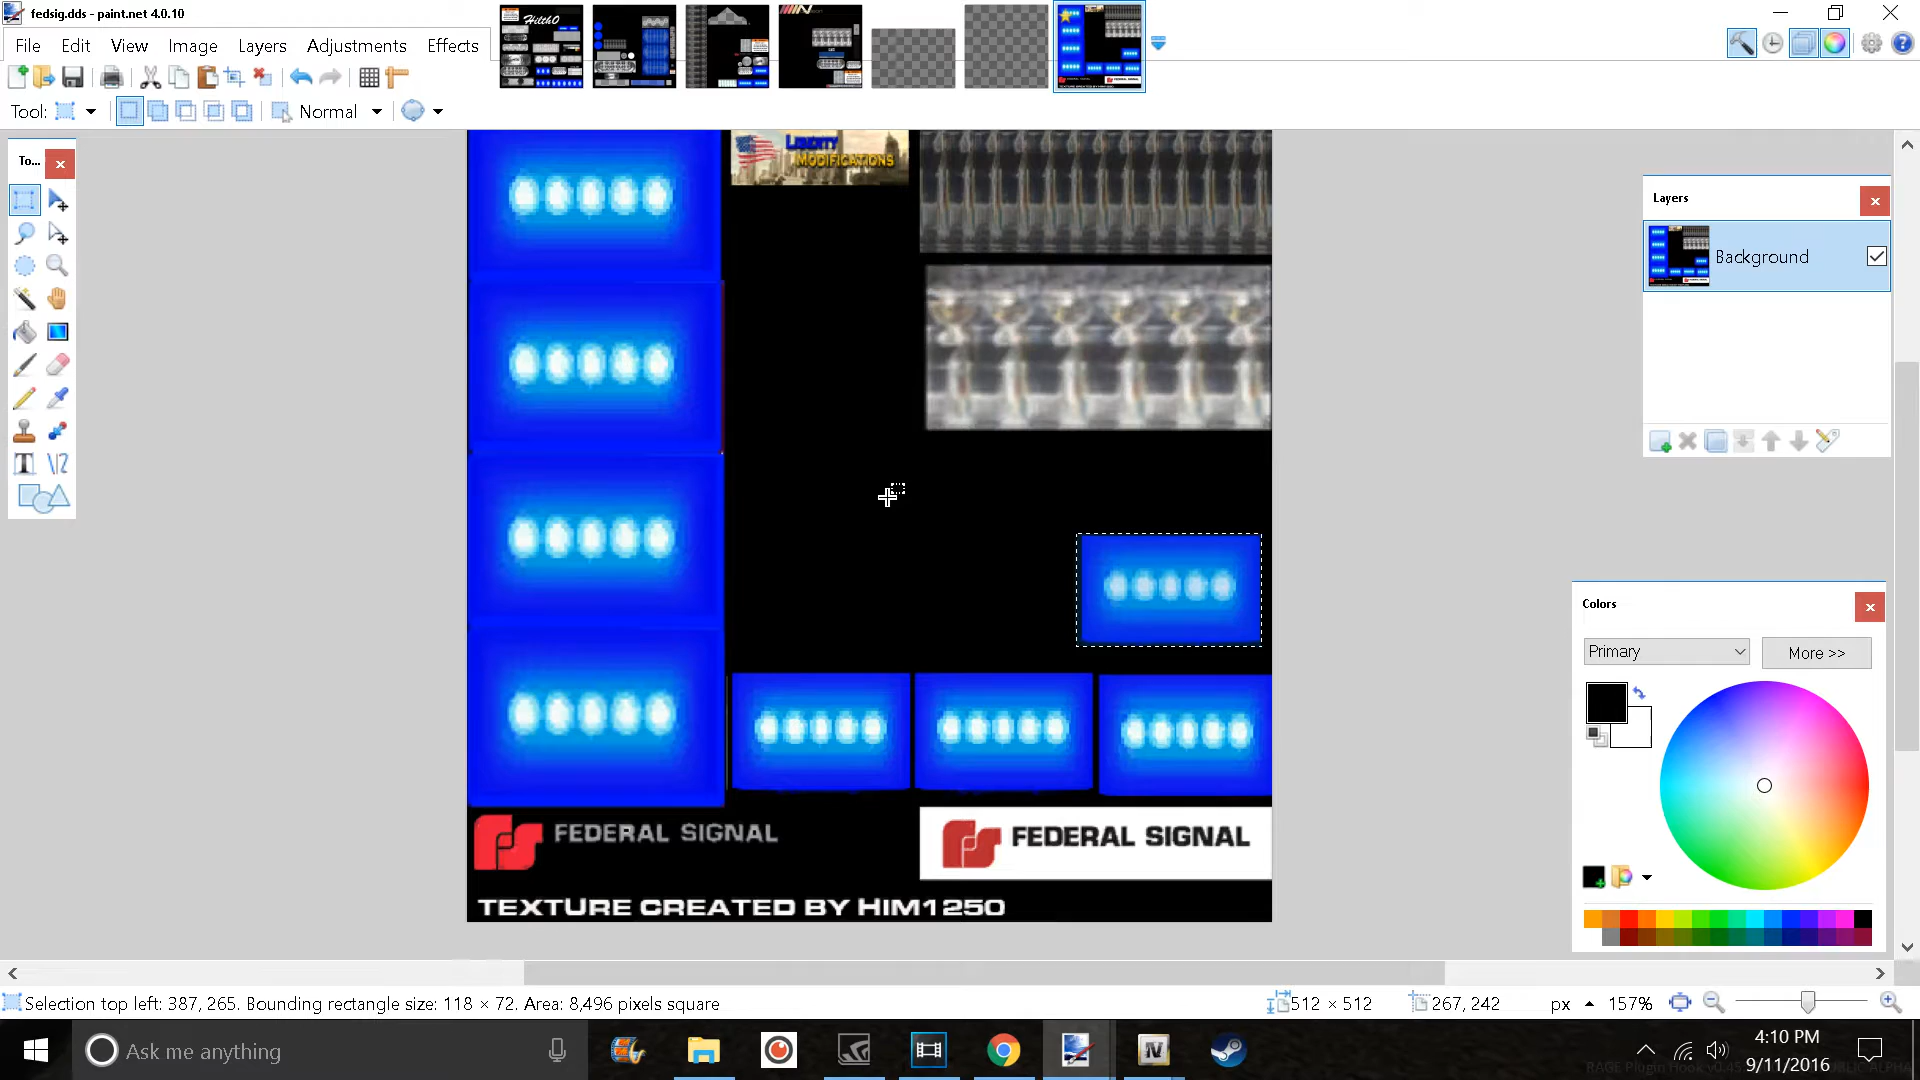 fedsig.dds - paint.net 4.0.10
File Edit View Image Layers Adjustments Effects
Tool: Normal
To...
HilthO
LIBERTY
MODIFICATIONS
Layers
Background
Colors
Primary
More >>
FEDERAL SIGNAL
FEDERAL SIGNAL
TEXTURE CREATED BY HIM1250
Selection top left: 387, 265. Bounding rectangle size: 118 × 72. Area: 8,496 pixels square
512 × 512
267, 242
px
157%
Ask me anything
4:10 PM
9/11/2016